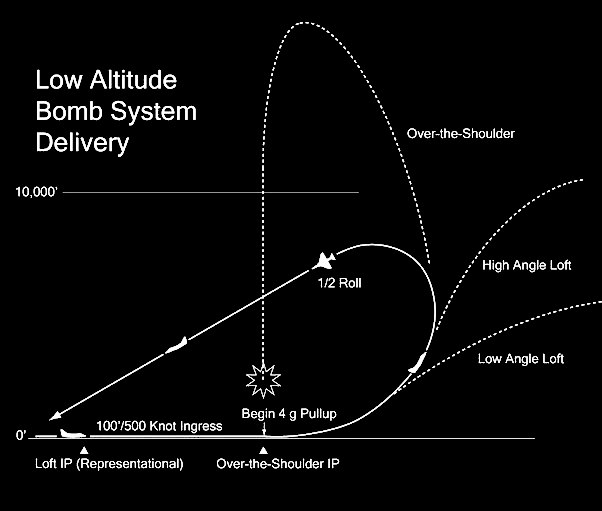 Low Altitude
Bomb System
Delivery
Over-the-Shoulder
10,000'
High Angle Loft
1/2 Roll
Low Angle Loft
Begin 4 g Pullup
100'/500 Knot Ingress
0'
Loft IP (Representational)
Over-the-Shoulder IP